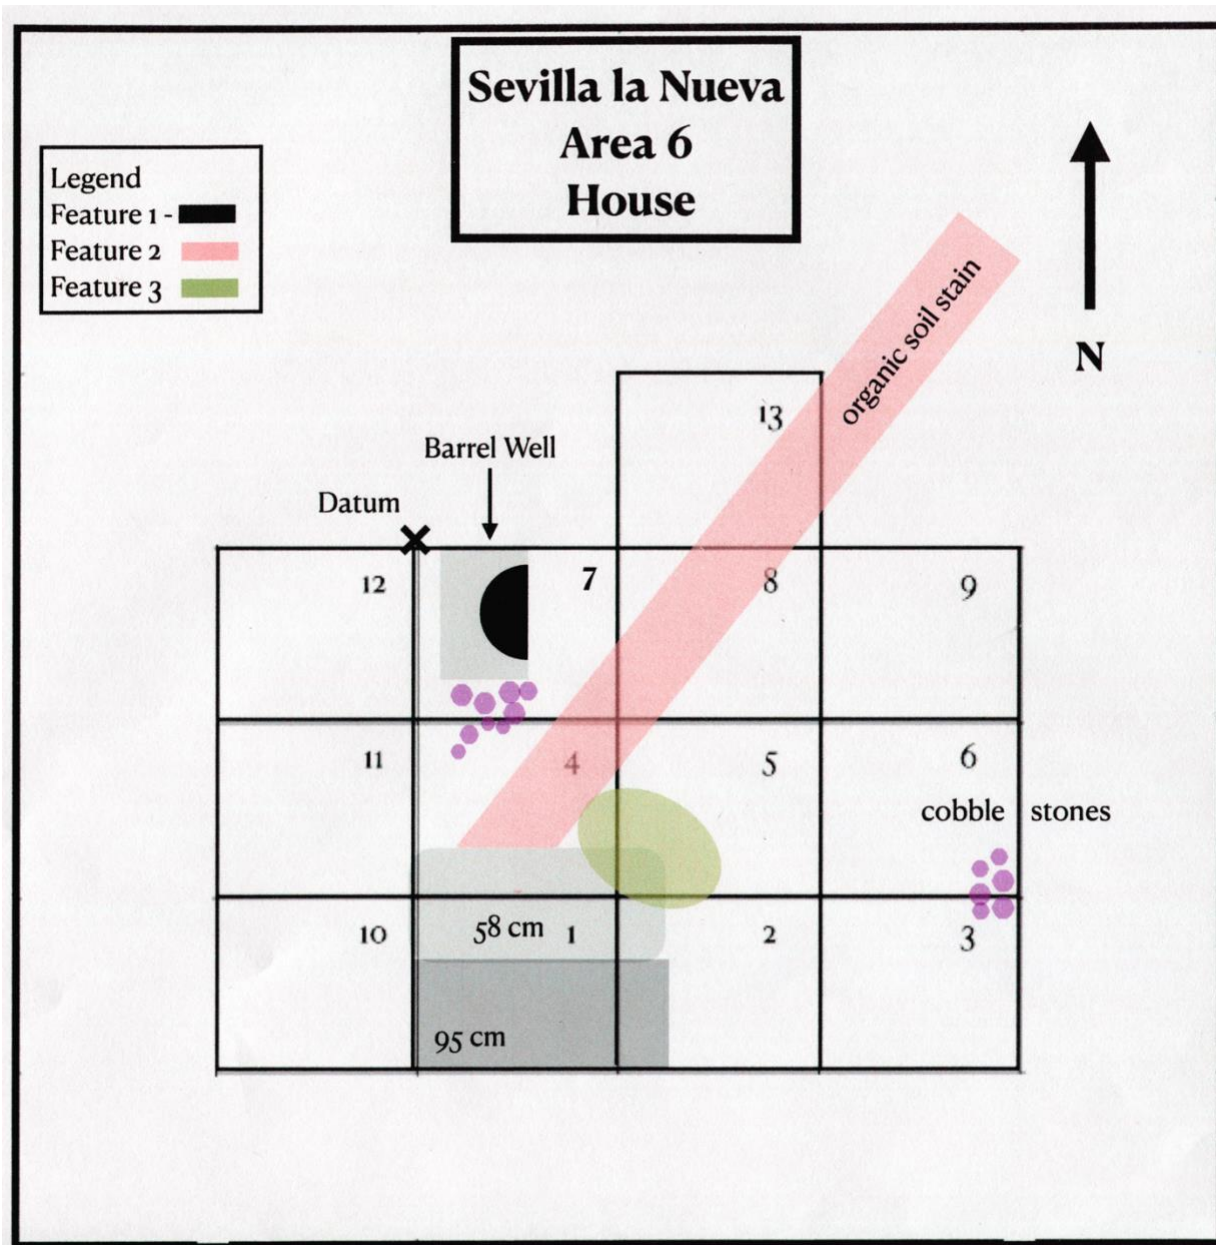 Sevilla la Nueva
Area 6
House
Legend
Feature 1 -
Feature 2
Feature 3
N
organic soil stain
13
Barrel Well
Datum
12
7
8
9
11
4
5
6
cobble stones
10
58 cm
1
2
3
95 cm